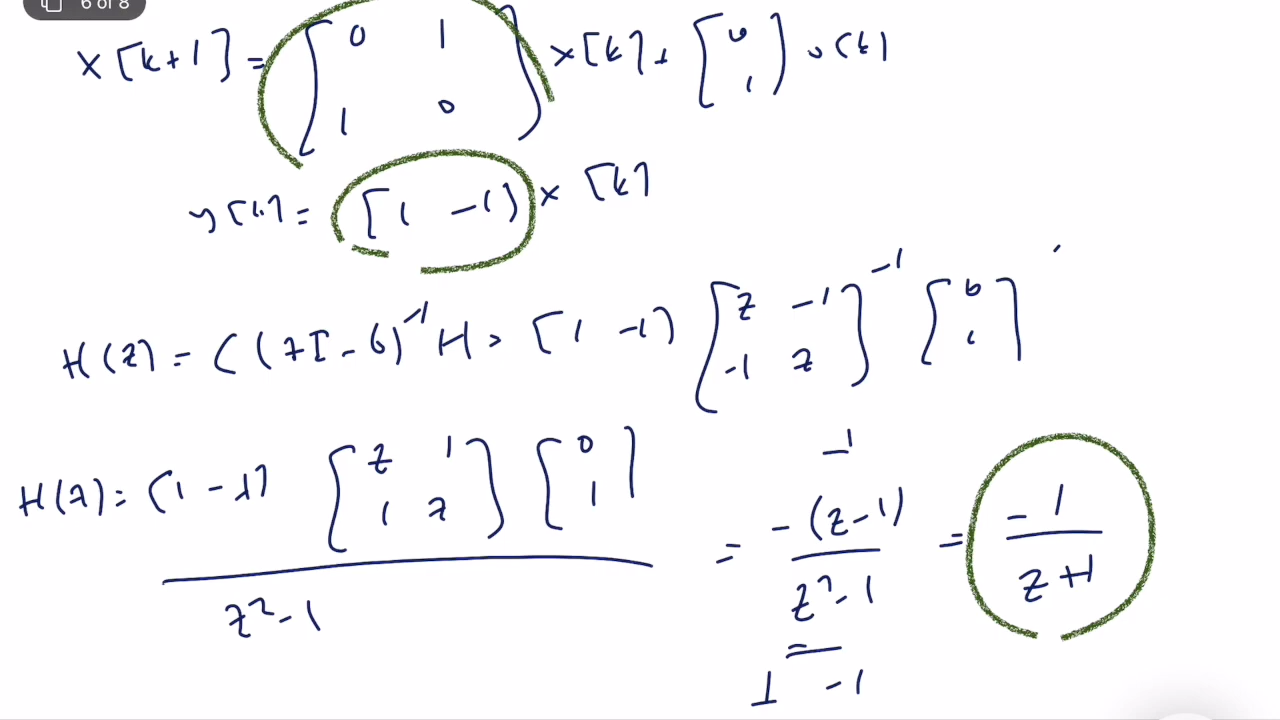 6 of 8
x[k+1] = [0 1; 1 0] x[k] + [0; 1] u[k]
y[k] = [1 -1] x[k]
H(z) = C(zI - G)^-1 H = [1 -1] [z -1; -1 z]^-1 [0; 1]
H(z) = [1 -1] [z 1; 1 z] [0; 1] / z^2 - 1 = -(z-1) / z^2 - 1 = -1 / z+1
-1
1 -1